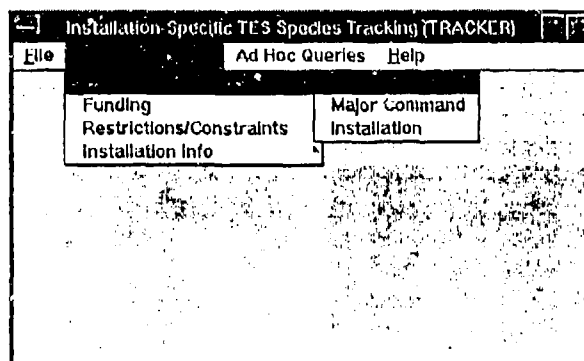 Installation-Specific TES Species Tracking (TRACKER)
File Ad Hoc Queries Help
Funding Major Command
Restrictions/Constraints Installation
Installation Info